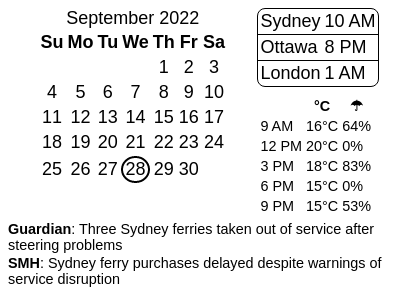 September 2022
Su Mo Tu We Th Fr Sa
1 2 3
4 5 6 7 8 9 10
11 12 13 14 15 16 17
18 19 20 21 22 23 24
25 26 27 28 29 30
Sydney 10 AM
Ottawa 8 PM
London 1 AM
°C ☂
9 AM 16°C 64%
12 PM 20°C 0%
3 PM 18°C 83%
6 PM 15°C 0%
9 PM 15°C 53%
Guardian: Three Sydney ferries taken out of service after
steering problems
SMH: Sydney ferry purchases delayed despite warnings of
service disruption